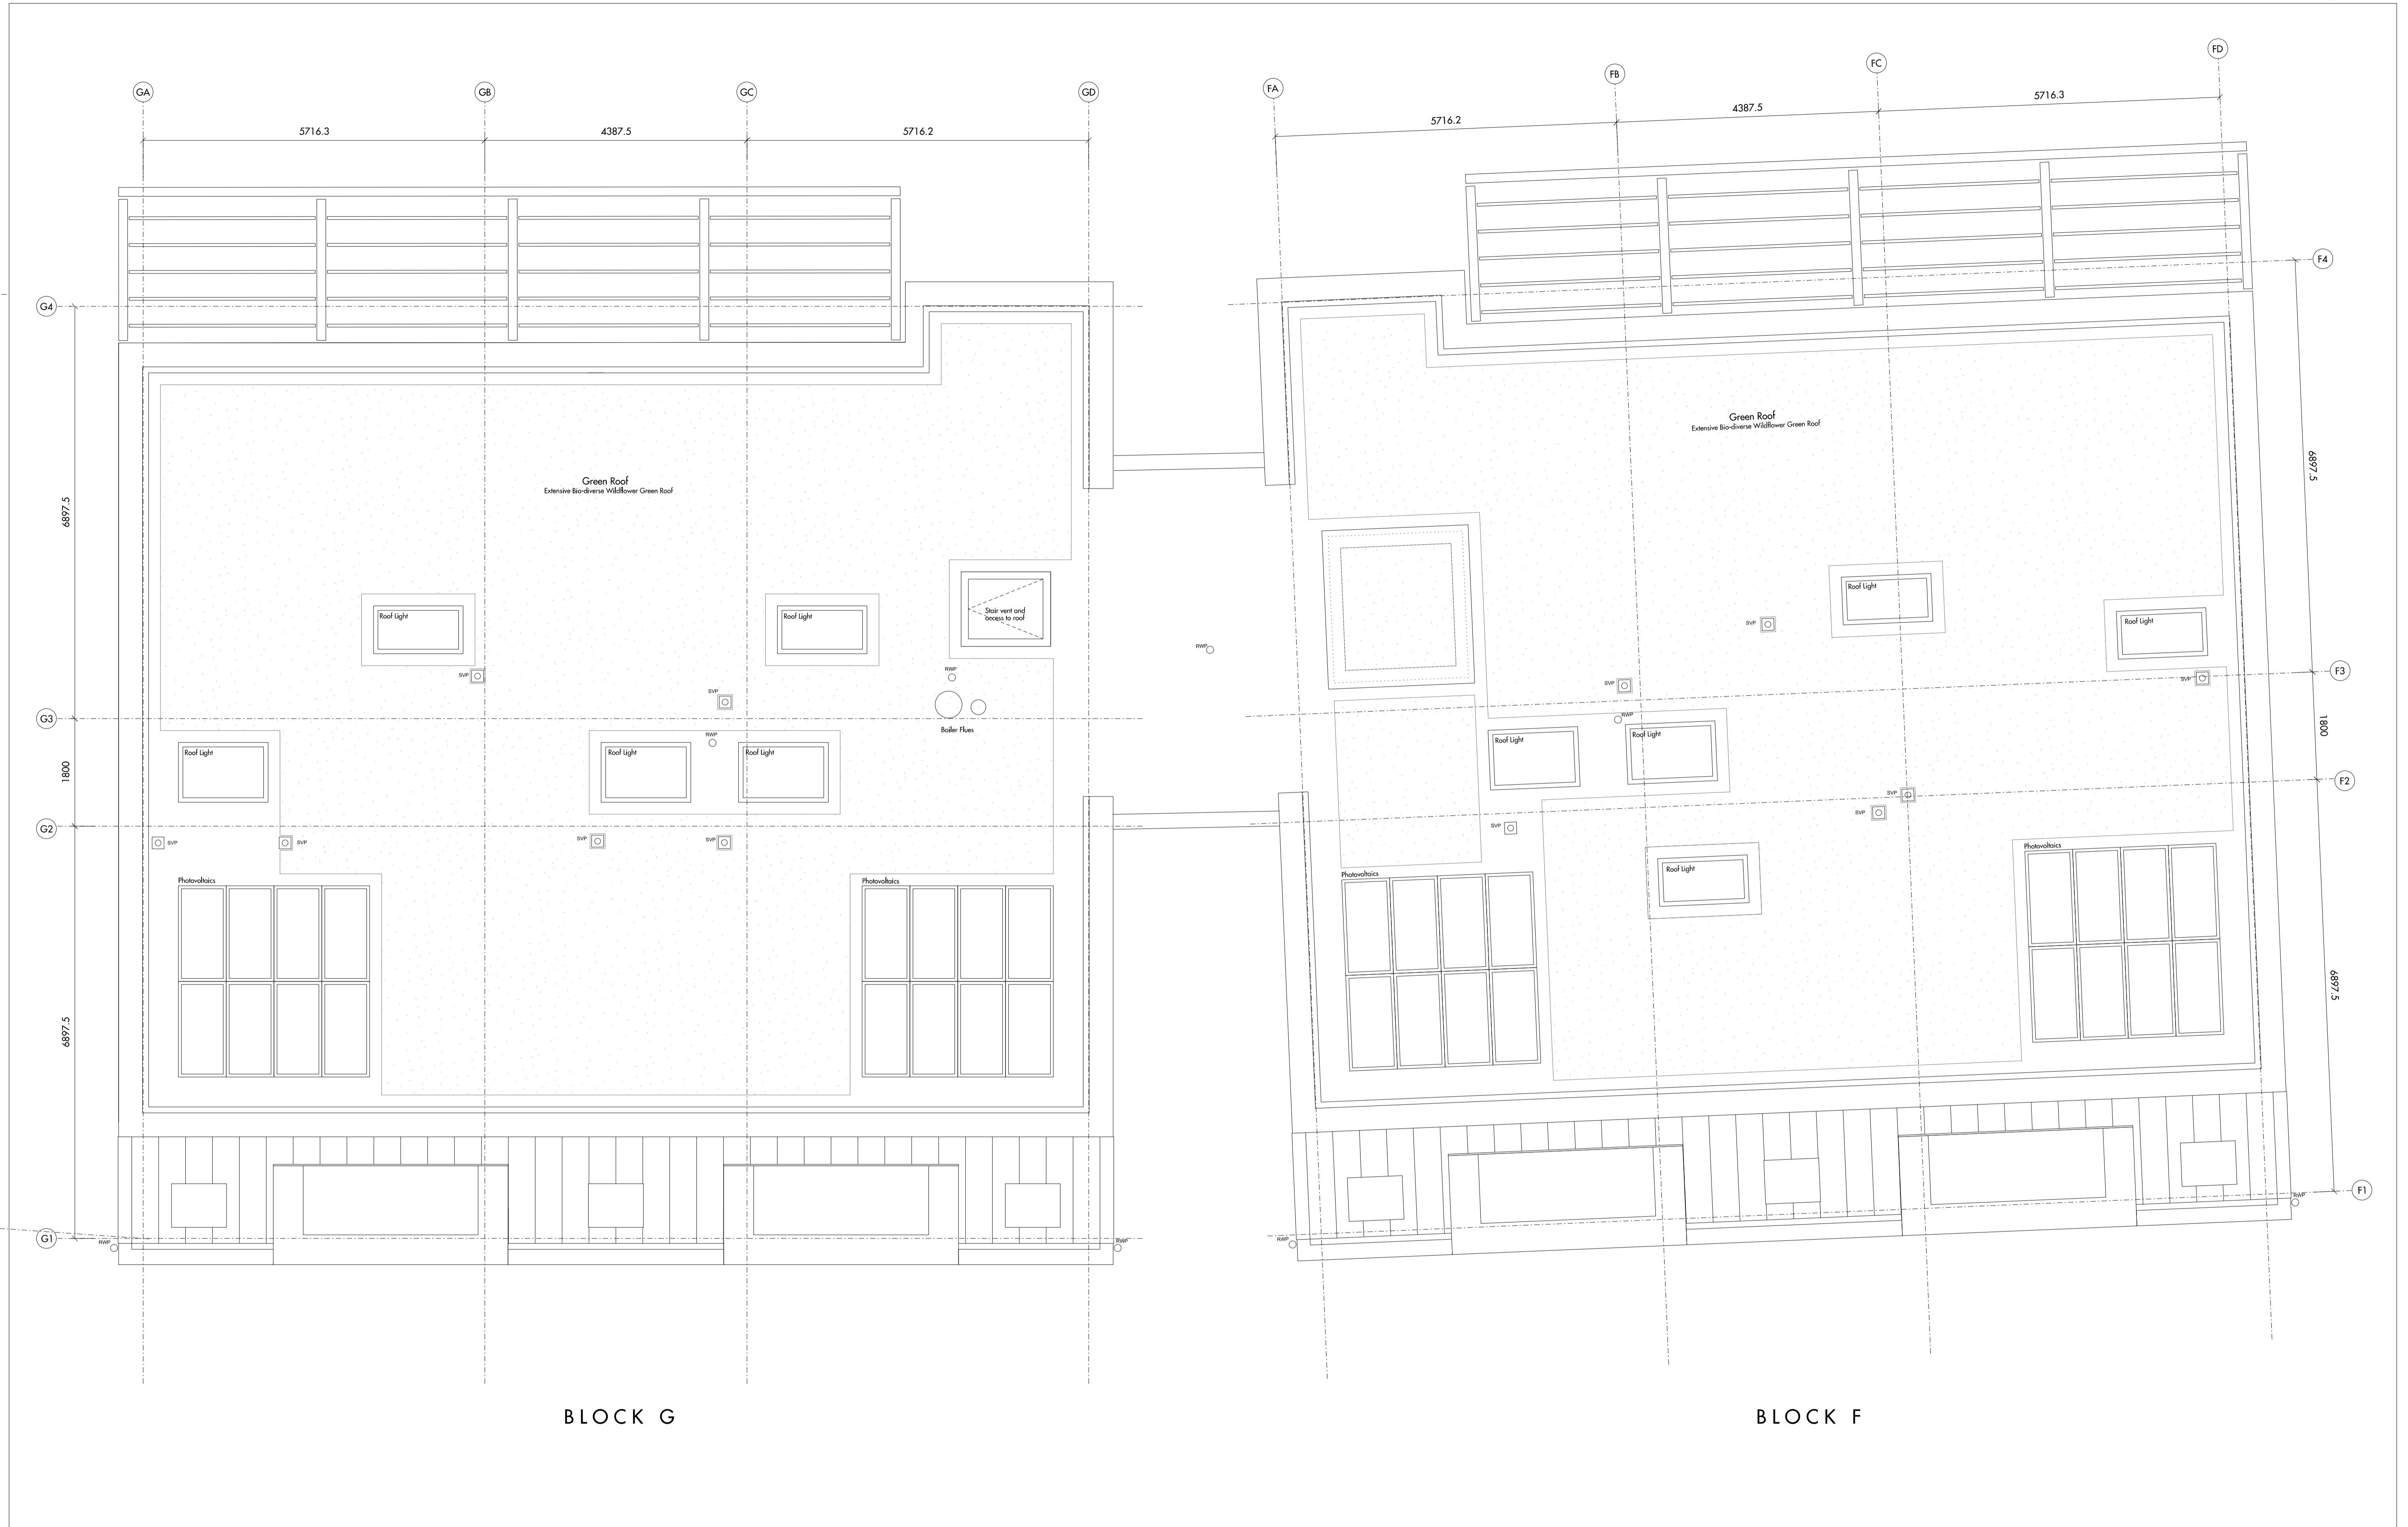 GA
GB
GC
GD
5716.3
4387.5
5716.2
G4
G3
G2
G1
6897.5
1800
6897.5
Green Roof
Extensive Bio-diverse Wildflower Green Roof
Roof Light
Roof Light
Stair vent and
access to roof
SVP
SVP
RWP
Boiler Flues
RWP
Roof Light
Roof Light
Roof Light
SVP
SVP
SVP
SVP
Photovoltaics
Photovoltaics
RWP
RWP
BLOCK G
RWP
FA
FB
FC
FD
5716.2
4387.5
5716.3
F4
F3
F2
F1
6897.5
1800
6897.5
Green Roof
Extensive Bio-diverse Wildflower Green Roof
Roof Light
Roof Light
SVP
SVP
SVP
RWP
Roof Light
Roof Light
SVP
SVP
SVP
Roof Light
Photovoltaics
Photovoltaics
RWP
RWP
BLOCK F